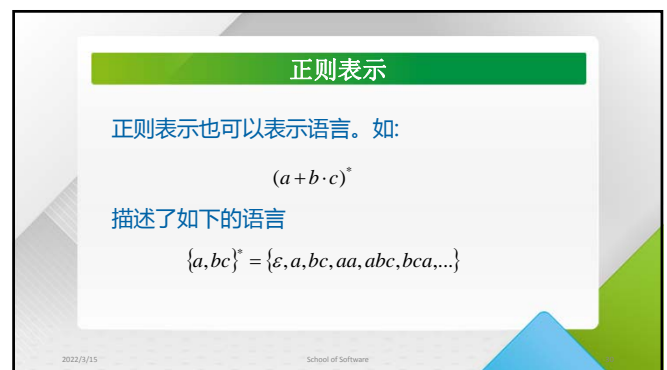 正则表示
正则表示也可以表示语言。如:
(a+b·c)*
描述了如下的语言
{a,bc}* = {ε,a,bc,aa,abc,bca,...}
2022/3/15 School of Software